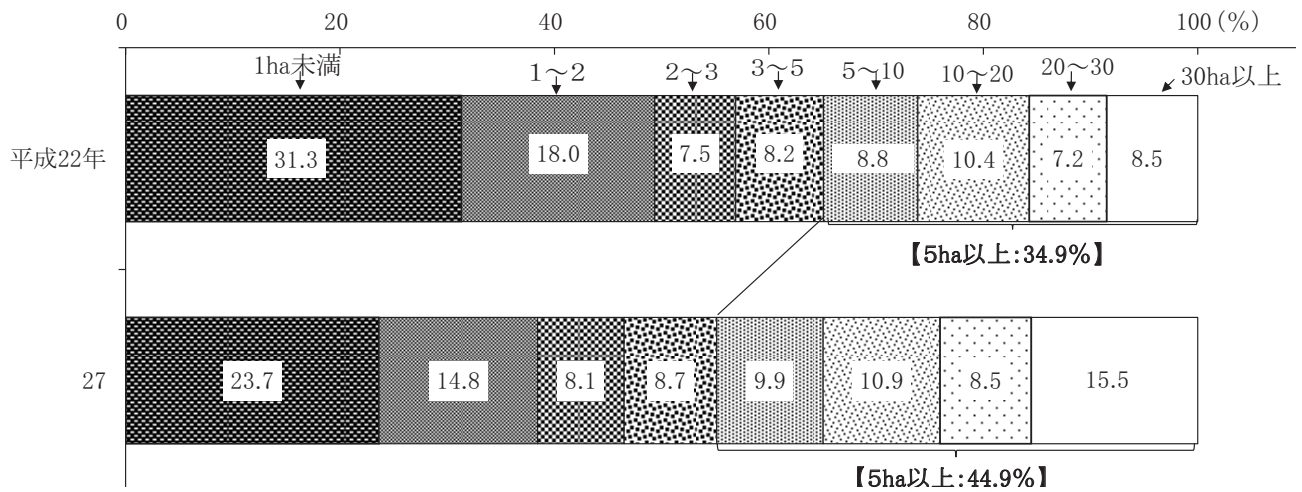 0 20 40 60 80 100 (%)
1ha未満 1～2 2～3 3～5 5～10 10～20 20～30 30ha以上
平成22年 31.3 18.0 7.5 8.2 8.8 10.4 7.2 8.5
【5ha以上:34.9%】
27 23.7 14.8 8.1 8.7 9.9 10.9 8.5 15.5
【5ha以上:44.9%】